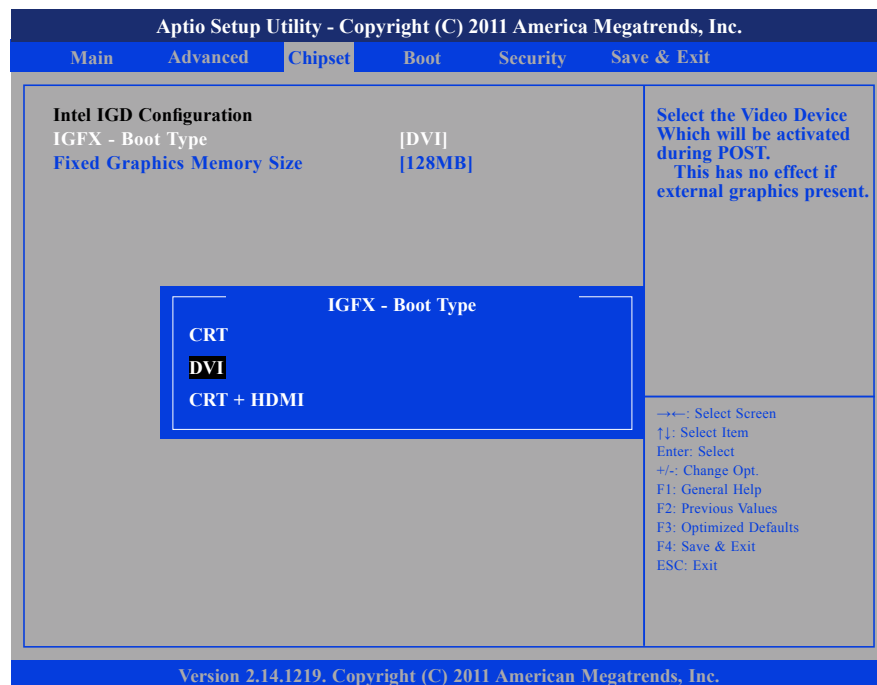 Aptio Setup Utility - Copyright (C) 2011 America Megatrends, Inc.
Main Advanced Chipset Boot Security Save & Exit
Intel IGD Configuration
IGFX - Boot Type [DVI]
Fixed Graphics Memory Size [128MB]
Select the Video Device
Which will be activated
during POST.
This has no effect if
external graphics present.
IGFX - Boot Type
CRT
DVI
CRT + HDMI
→←: Select Screen
↑↓: Select Item
Enter: Select
+/-: Change Opt.
F1: General Help
F2: Previous Values
F3: Optimized Defaults
F4: Save & Exit
ESC: Exit
Version 2.14.1219. Copyright (C) 2011 American Megatrends, Inc.